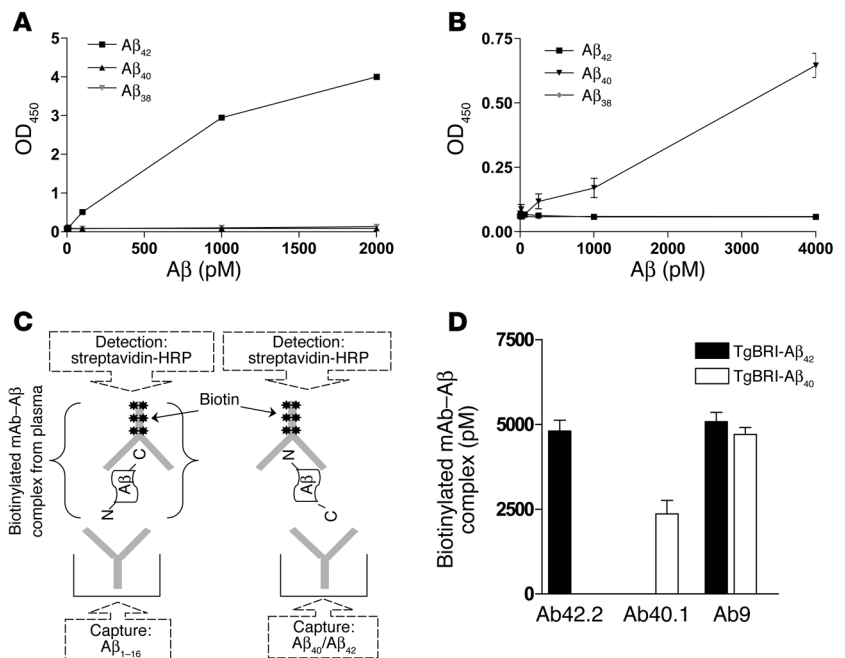 A
5
4
3
2
1
0
OD450
Aβ42
Aβ40
Aβ38
0
500
1000
1500
2000
Aβ (pM)
B
0.75
0.50
0.25
0.00
OD450
Aβ42
Aβ40
Aβ38
0
1000
2000
3000
4000
Aβ (pM)
C
Detection:
streptavidin-HRP
Detection:
streptavidin-HRP
Biotin
Biotinylated mAb–Aβ
complex from plasma
C
Aβ
N
N
Aβ
C
Capture:
Aβ1–16
Capture:
Aβ40/Aβ42
D
7500
5000
2500
0
Biotinylated mAb–Aβ
complex (pM)
TgBRI-Aβ42
TgBRI-Aβ40
Ab42.2
Ab40.1
Ab9